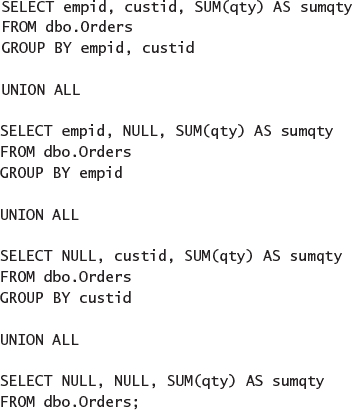 SELECT empid, custid, SUM(qty) AS sumqty
FROM dbo.Orders
GROUP BY empid, custid
UNION ALL
SELECT empid, NULL, SUM(qty) AS sumqty
FROM dbo.Orders
GROUP BY empid
UNION ALL
SELECT NULL, custid, SUM(qty) AS sumqty
FROM dbo.Orders
GROUP BY custid
UNION ALL
SELECT NULL, NULL, SUM(qty) AS sumqty
FROM dbo.Orders;